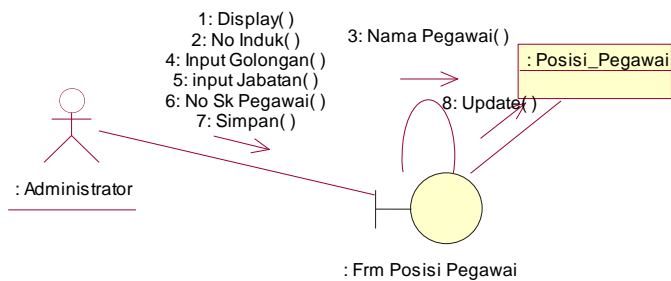 1: Display( )
2: No Induk( )
4: Input Golongan( )
5: input Jabatan( )
6: No Sk Pegawai( )
7: Simpan( )
3: Nama Pegawai( )
: Posisi_Pegawai
8: Update( )
: Administrator
: Frm Posisi Pegawai